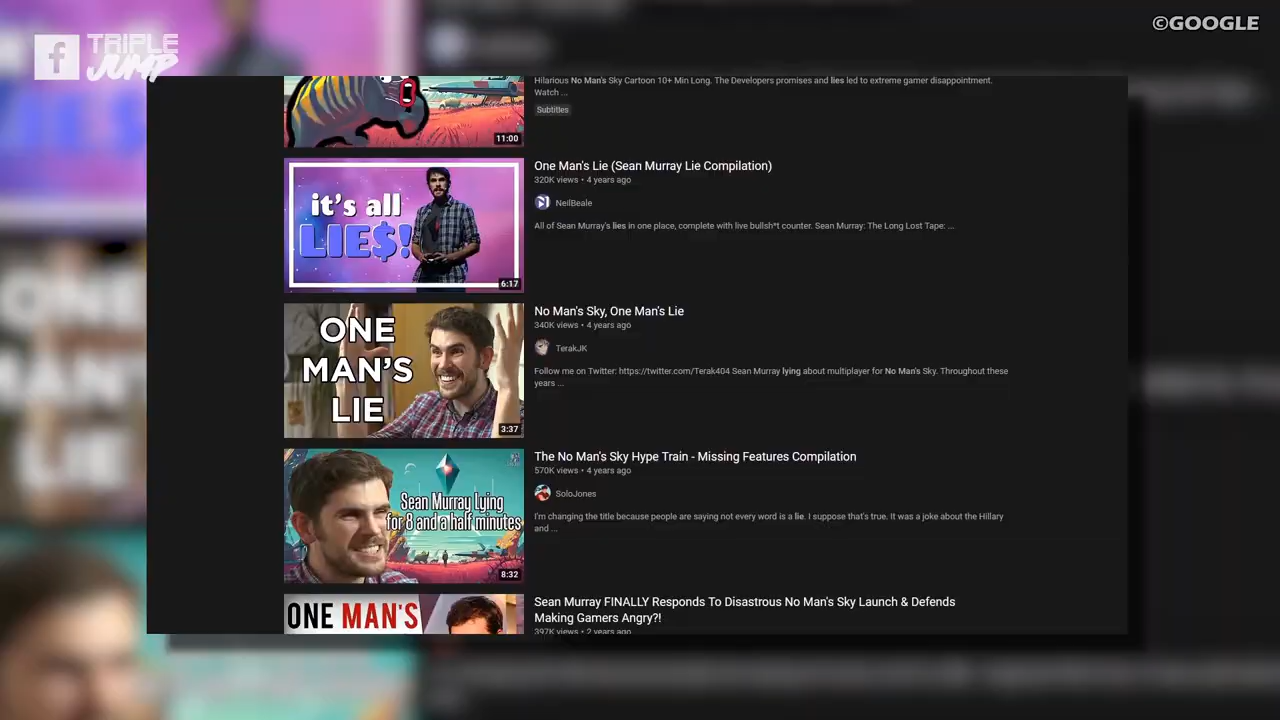 ©GOOGLE
f TRIPLE
JUMP
Hilarious No Man's Sky Cartoon 10+ Min Long. The Developers promises and lies led to extreme gamer disappointment.
Watch ...
Subtitles
11:00
it's all
LIE$!
6:17
One Man's Lie (Sean Murray Lie Compilation)
320K views • 4 years ago
NeilBeale
All of Sean Murray's lies in one place, complete with live bullsh*t counter. Sean Murray: The Long Lost Tape: ...
ONE
MAN'S
LIE
3:37
No Man's Sky, One Man's Lie
340K views • 4 years ago
TerakJK
Follow me on Twitter: https://twitter.com/Terak404 Sean Murray lying about multiplayer for No Man's Sky. Throughout these
years ...
Sean Murray Lying
for 8 and a half minutes
8:32
The No Man's Sky Hype Train - Missing Features Compilation
570K views • 4 years ago
SoloJones
I'm changing the title because people are saying not every word is a lie. I suppose that's true. It was a joke about the Hillary
and ...
ONE MAN'S
Sean Murray FINALLY Responds To Disastrous No Man's Sky Launch & Defends
Making Gamers Angry?!
397K views • 2 years ago